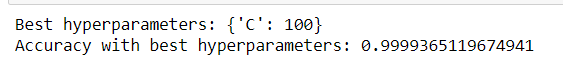 Best hyperparameters: {'C': 100}
Accuracy with best hyperparameters: 0.9999365119674941